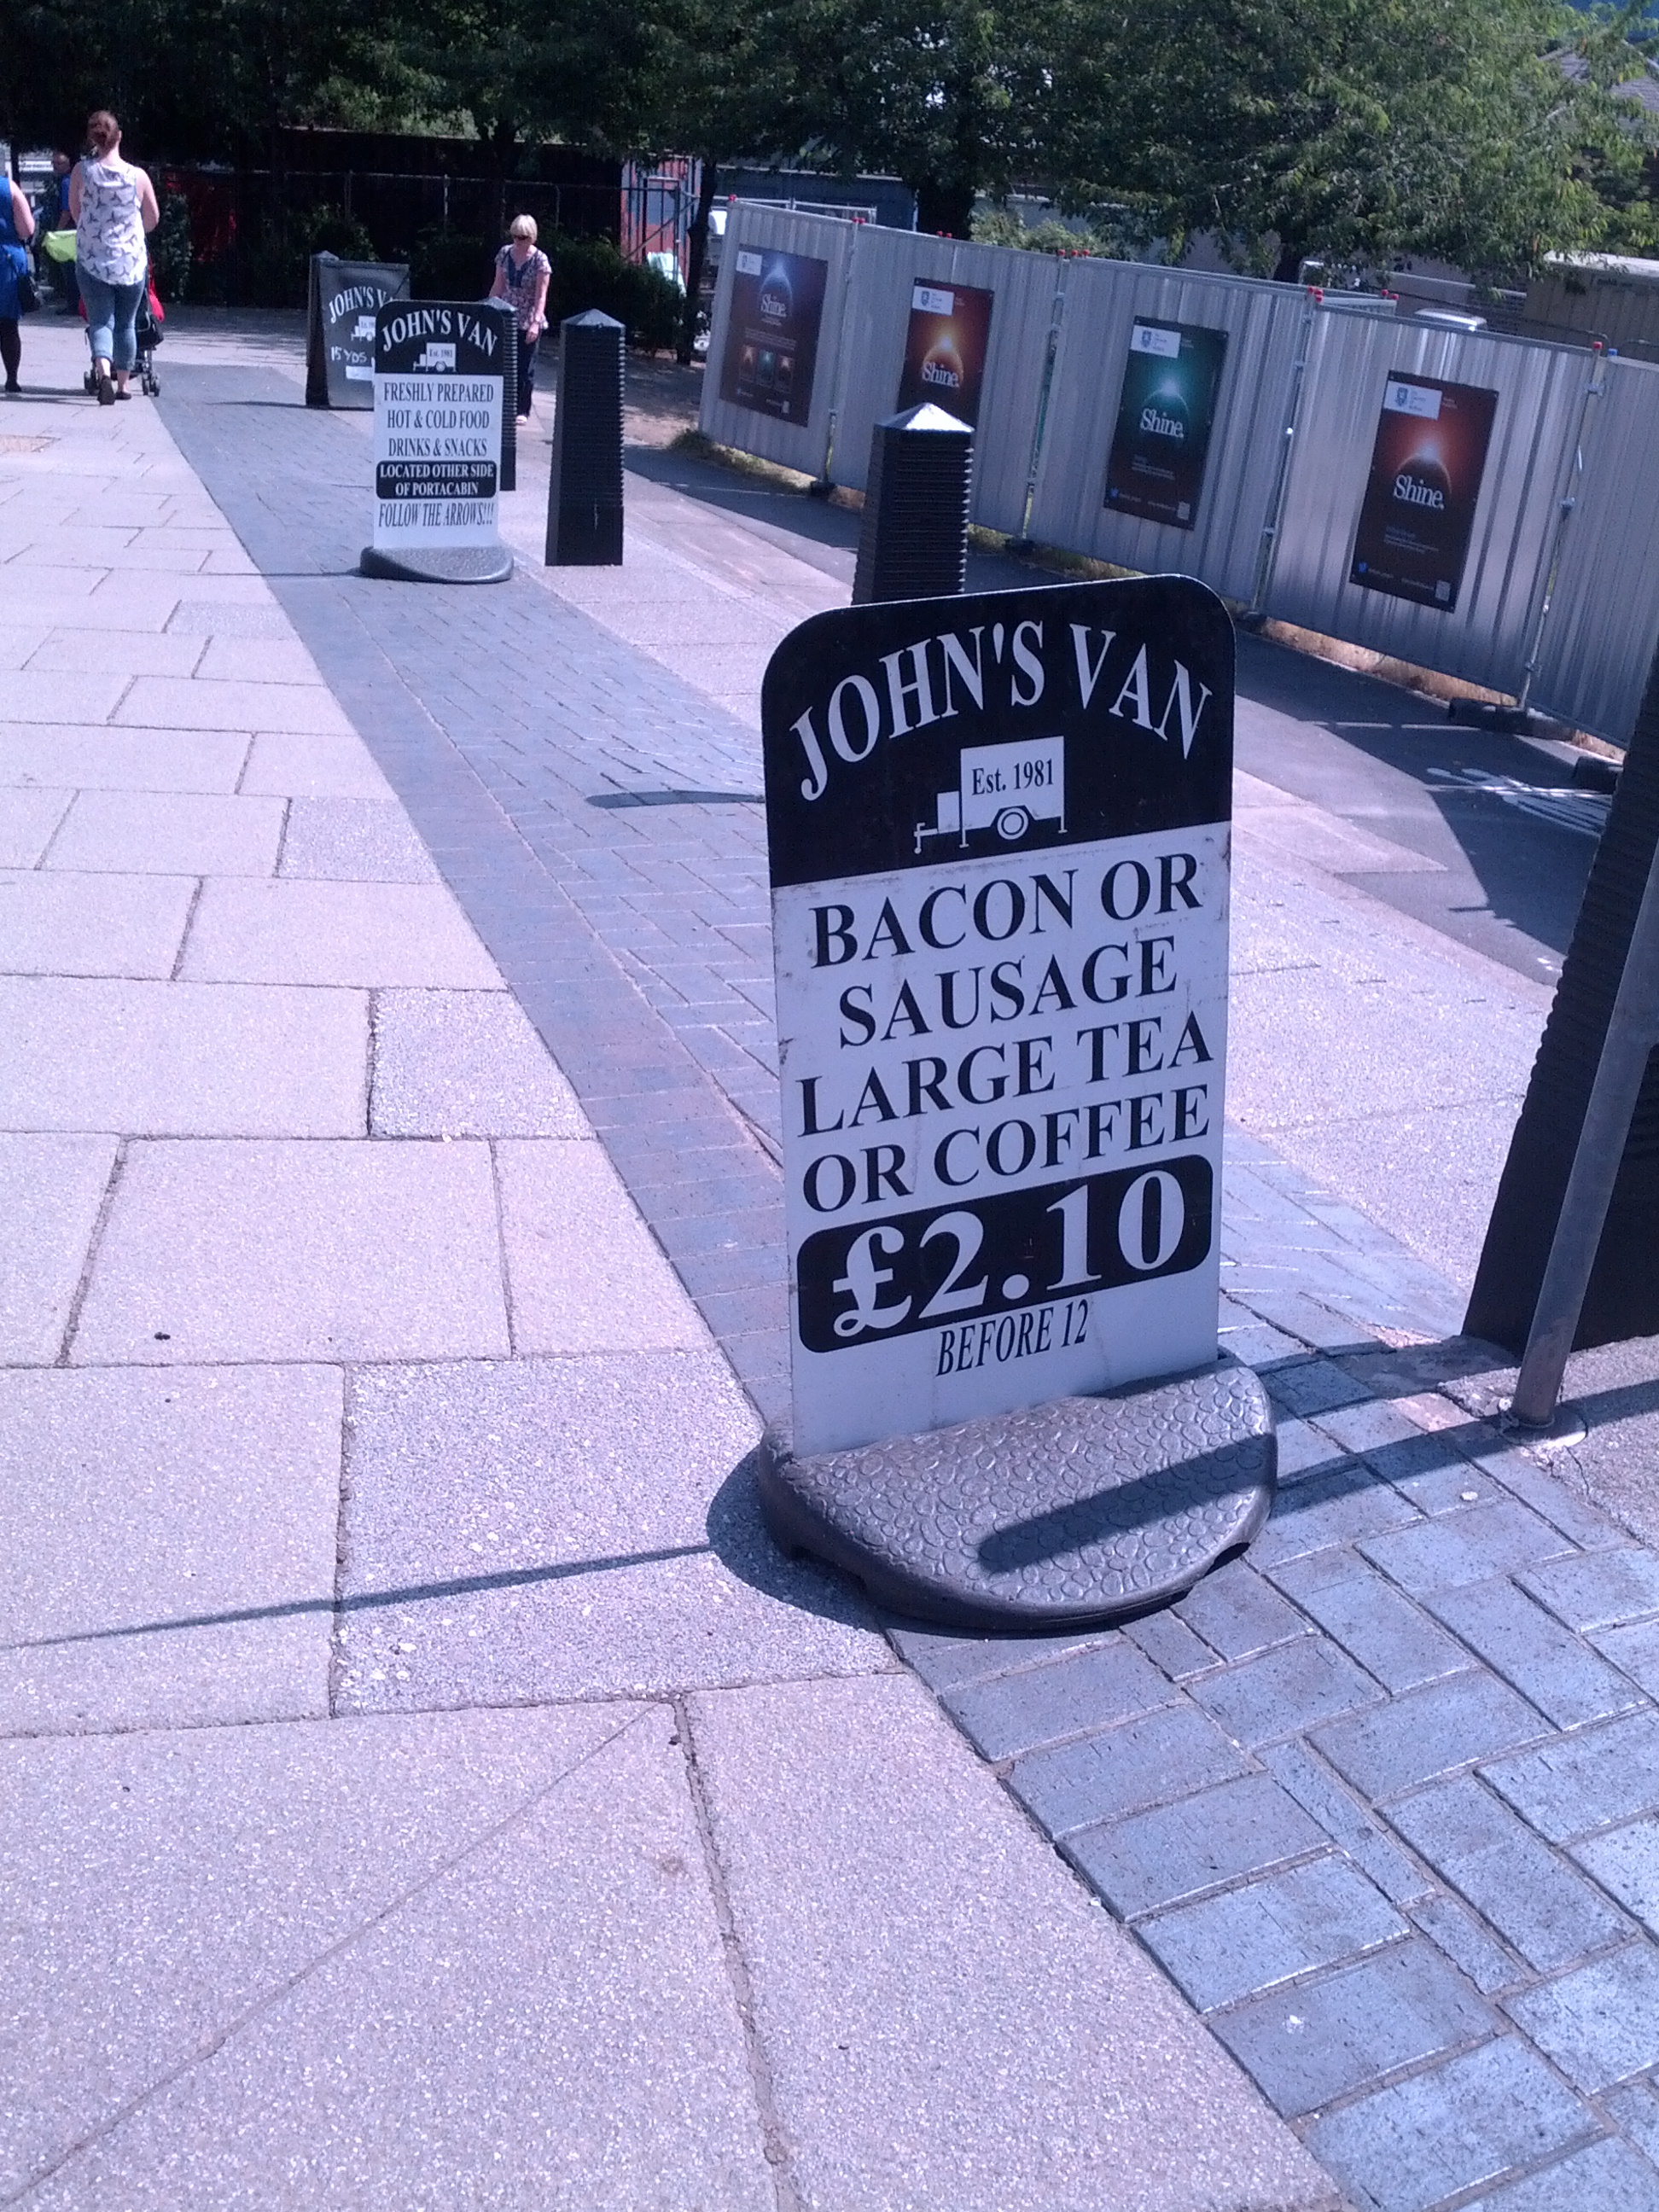 JOHN'S VAN
Est. 1981
BACON OR
SAUSAGE
LARGE TEA
OR COFFEE
£2.10
BEFORE 12
JOHN'S VAN
Est. 1981
FRESHLY PREPARED
HOT & COLD FOOD
DRINKS & SNACKS
LOCATED OTHER SIDE
OF PORTACABIN
FOLLOW THE ARROWS!!!
JOHN'S
15 YDS
Shine.
Shine.
Shine.
Shine.